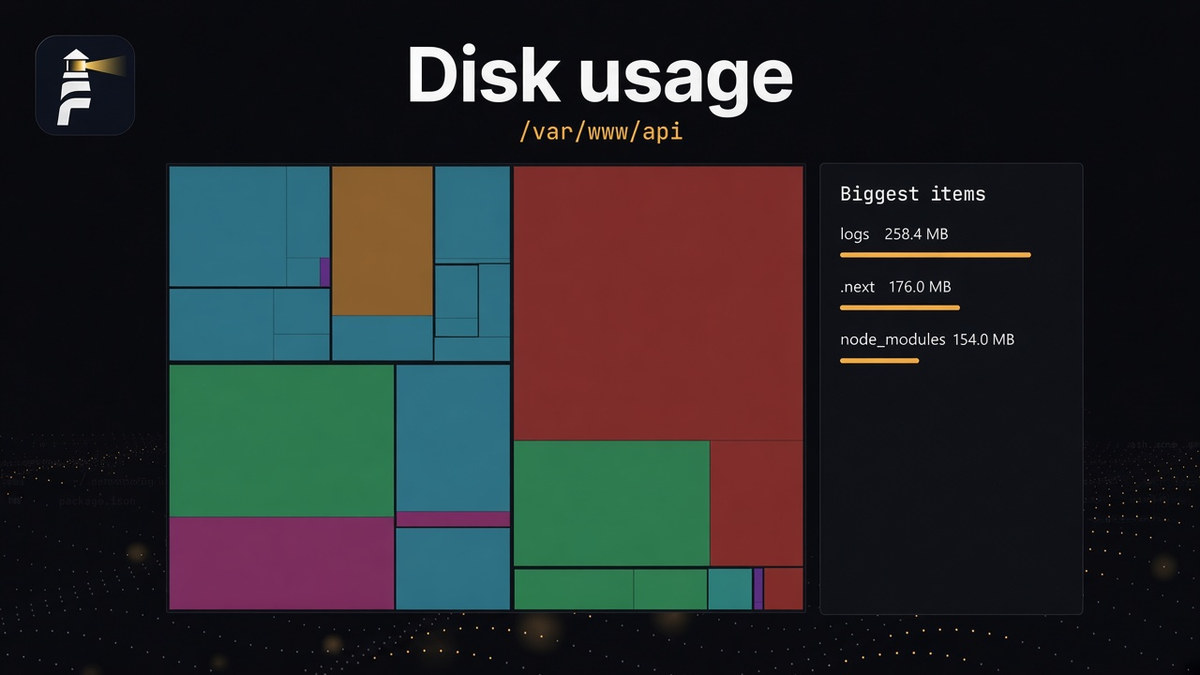 Disk usage
/var/www/api
Biggest items
logs 258.4 MB
.next 176.0 MB
node_modules 154.0 MB